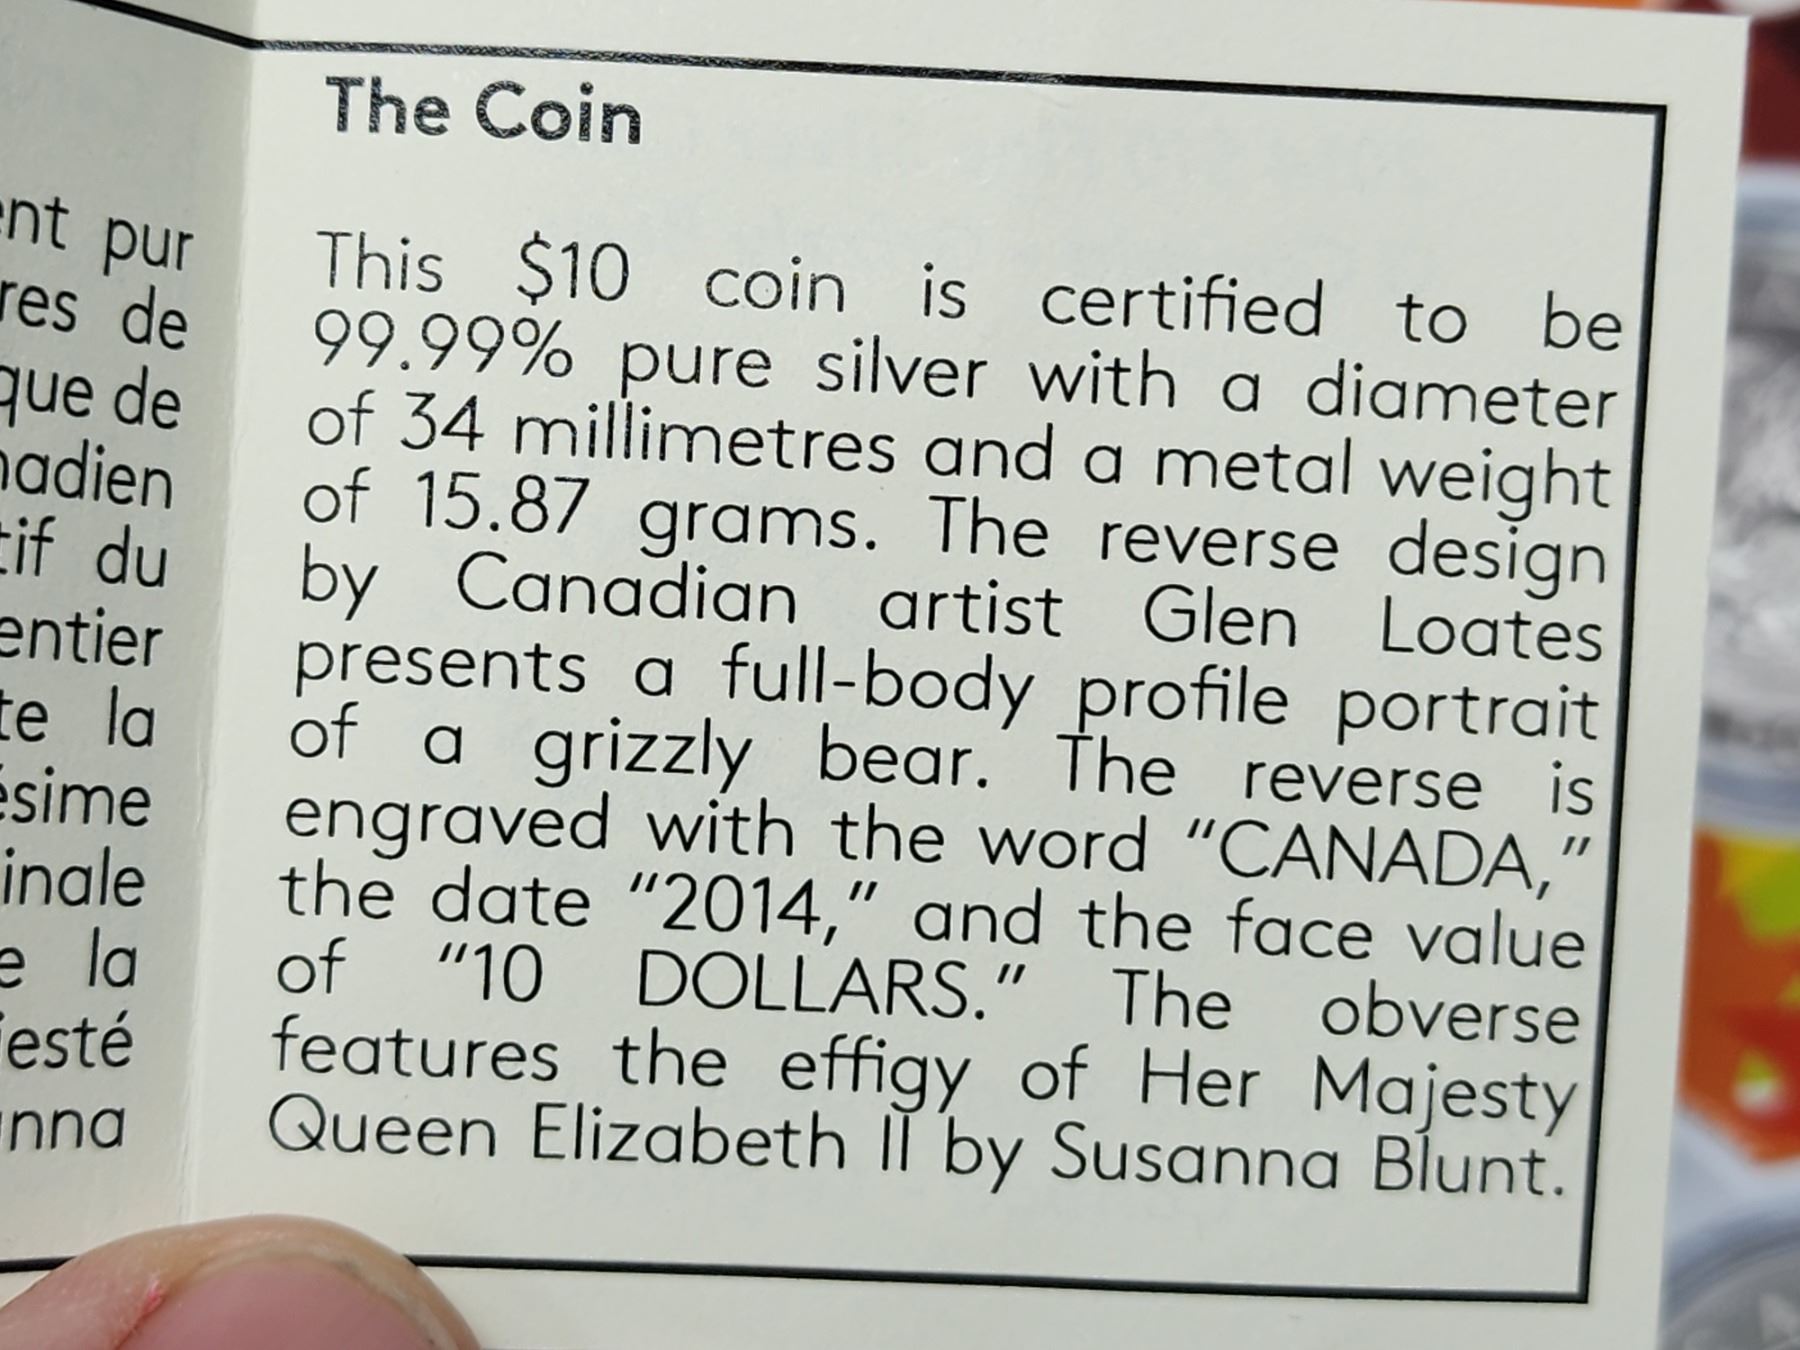 ent pur
res de
que de
nadien
tif du
entier
te la
ésime
inale
e la
jesté
anna
The Coin
This $10 coin is certified to be
99.99% pure silver with a diameter
of 34 millimetres and a metal weight
of 15.87 grams. The reverse design
by Canadian artist Glen Loates
presents a full-body profile portrait
of a grizzly bear. The reverse is
engraved with the word “CANADA,”
the date “2014,” and the face value
of “10 DOLLARS.” The obverse
features the effigy of Her Majesty
Queen Elizabeth II by Susanna Blunt.